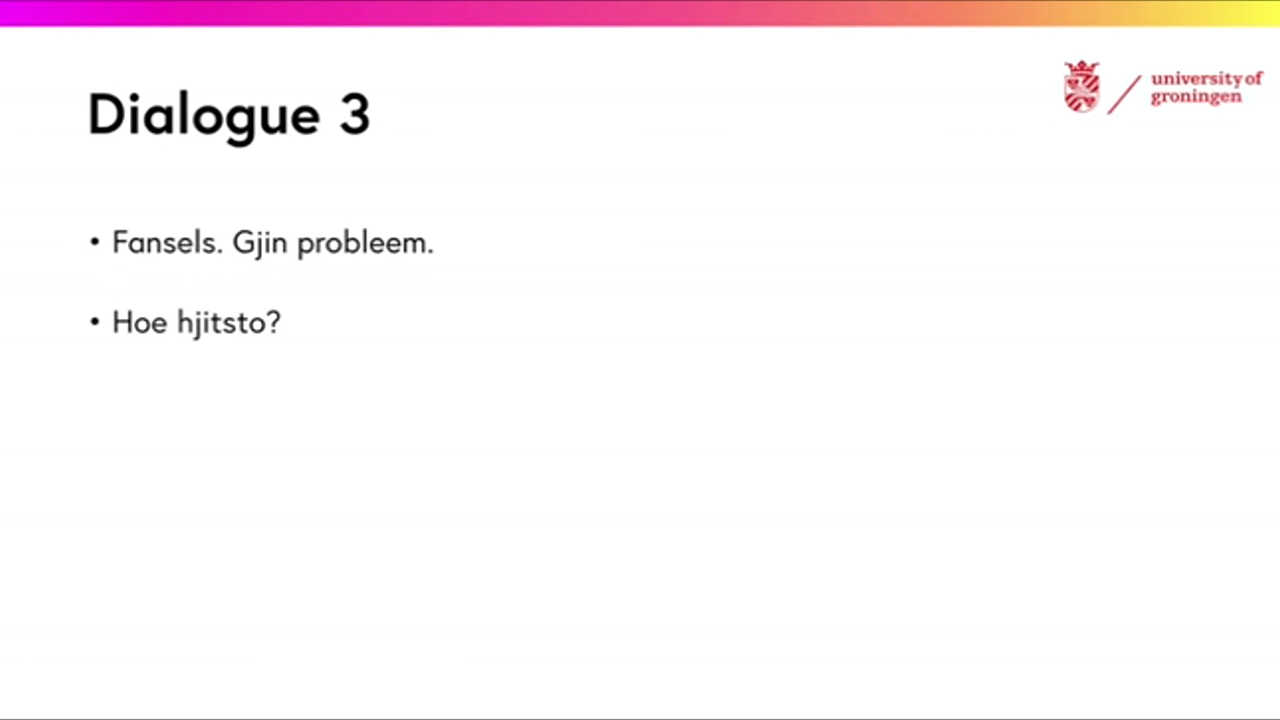 university of
groningen
Dialogue 3
• Fansels. Gjin probleem.
• Hoe hjitsto?